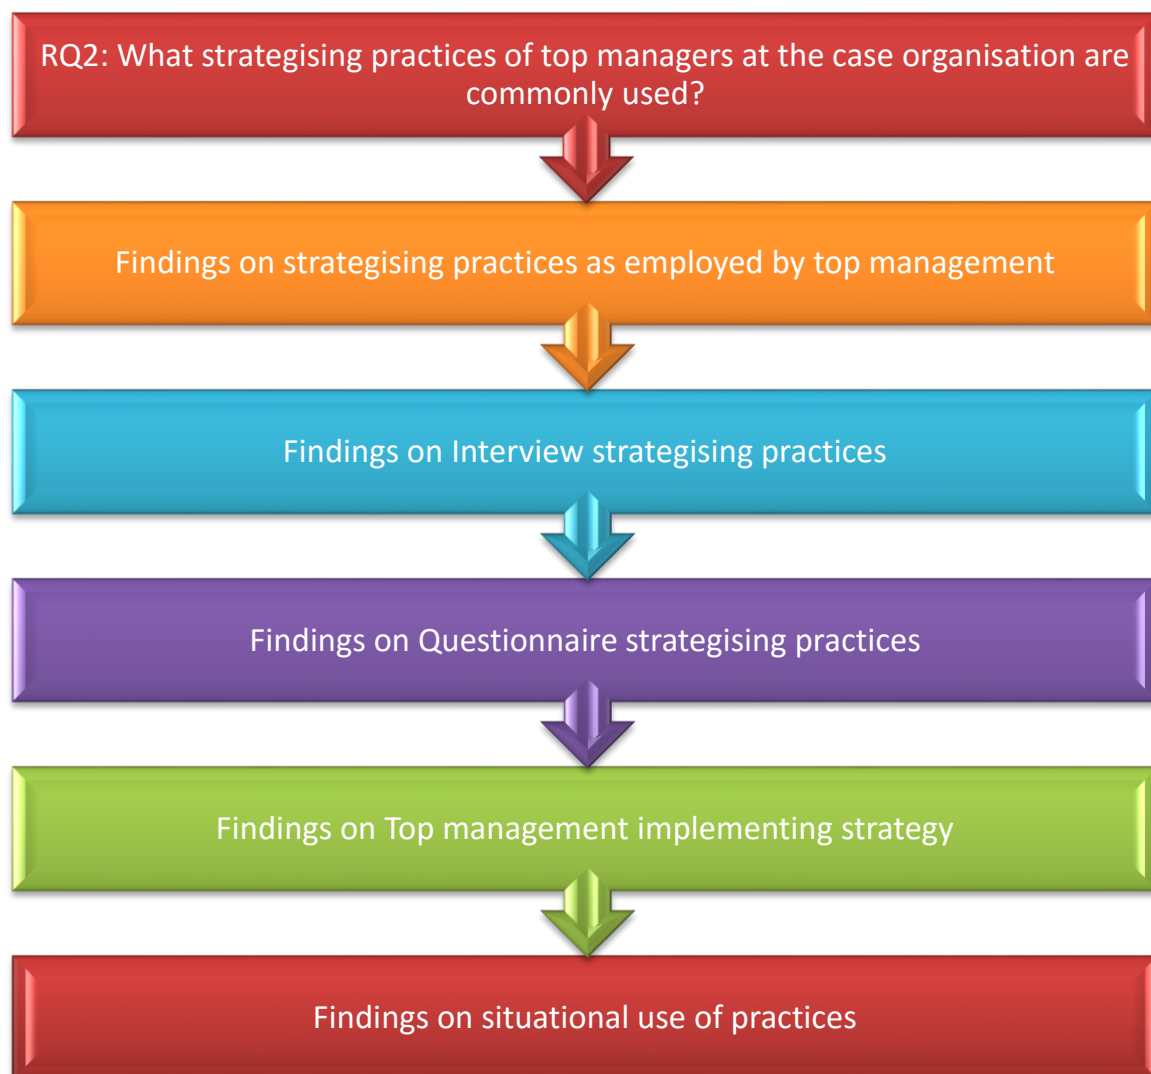 RQ2: What strategising practices of top managers at the case organisation are
commonly used?
Findings on strategising practices as employed by top management
Findings on Interview strategising practices
Findings on Questionnaire strategising practices
Findings on Top management implementing strategy
Findings on situational use of practices